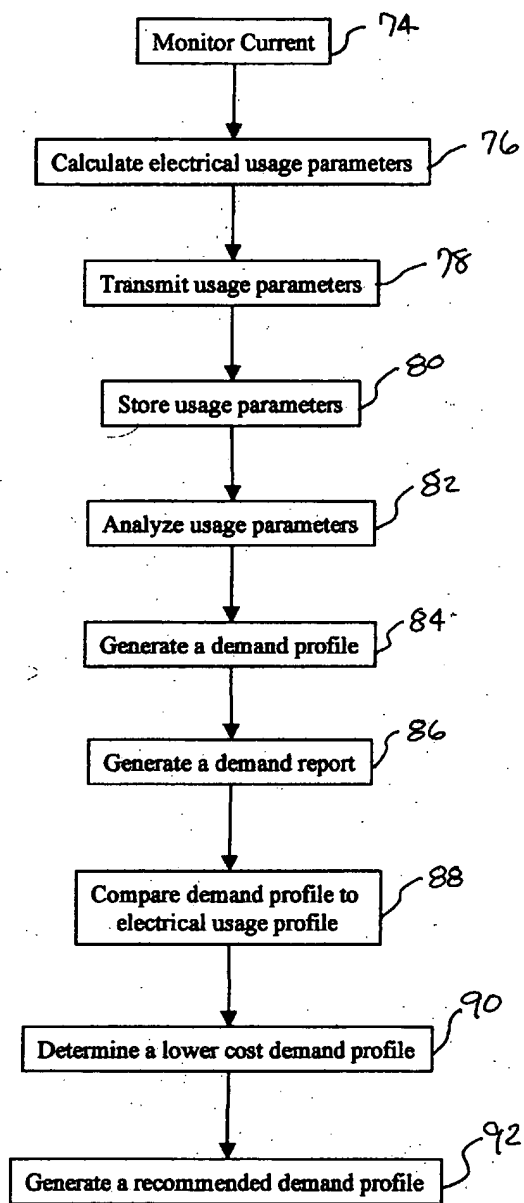 Monitor Current
74
Calculate electrical usage parameters
76
Transmit usage parameters
78
Store usage parameters
80
Analyze usage parameters
82
Generate a demand profile
84
Generate a demand report
86
Compare demand profile to
electrical usage profile
88
Determine a lower cost demand profile
90
Generate a recommended demand profile
92